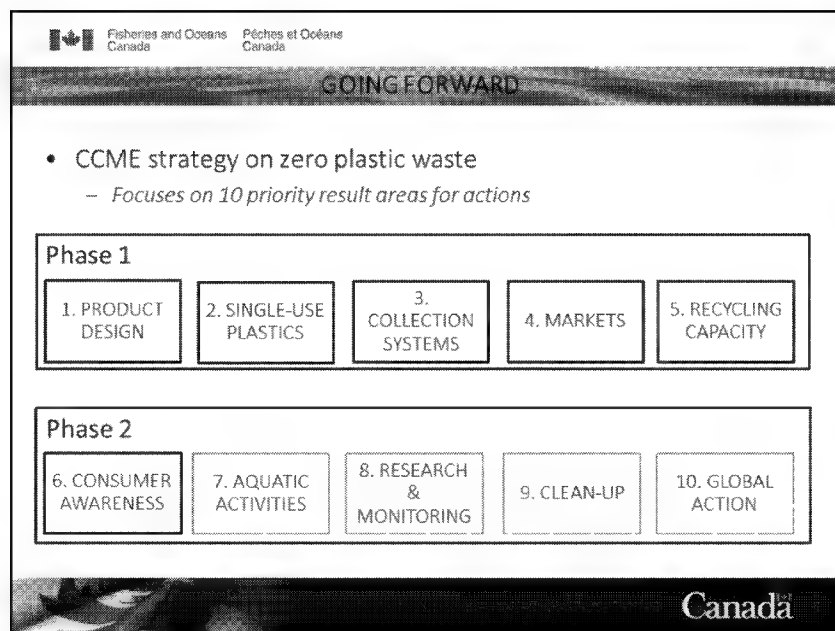 Fisheries and Oceans Pêches et Océans
Canada Canada
GOING FORWARD
• CCME strategy on zero plastic waste
– Focuses on 10 priority result areas for actions
Phase 1
1. PRODUCT
DESIGN
2. SINGLE-USE
PLASTICS
3.
COLLECTION
SYSTEMS
4. MARKETS
5. RECYCLING
CAPACITY
Phase 2
6. CONSUMER
AWARENESS
7. AQUATIC
ACTIVITIES
8. RESEARCH
&
MONITORING
9. CLEAN-UP
10. GLOBAL
ACTION
Canada